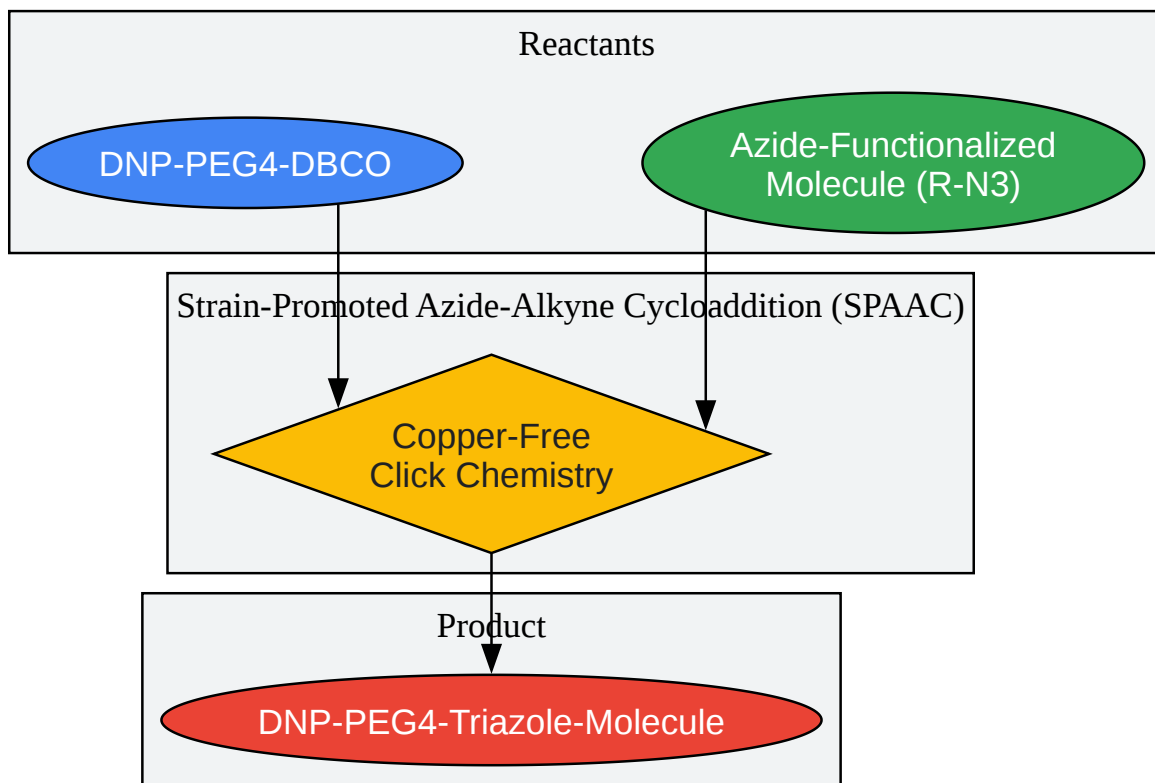 Reactants
DNP-PEG4-DBCO
Azide-Functionalized
Molecule (R-N3)
Strain-Promoted Azide-Alkyne Cycloaddition (SPAAC)
Copper-Free
Click Chemistry
Product
DNP-PEG4-Triazole-Molecule